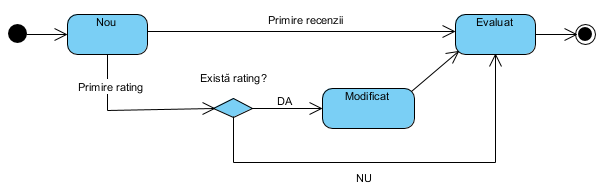 Nou
Primire recenzii
Evaluat
Primire rating
Există rating?
DA
Modificat
NU